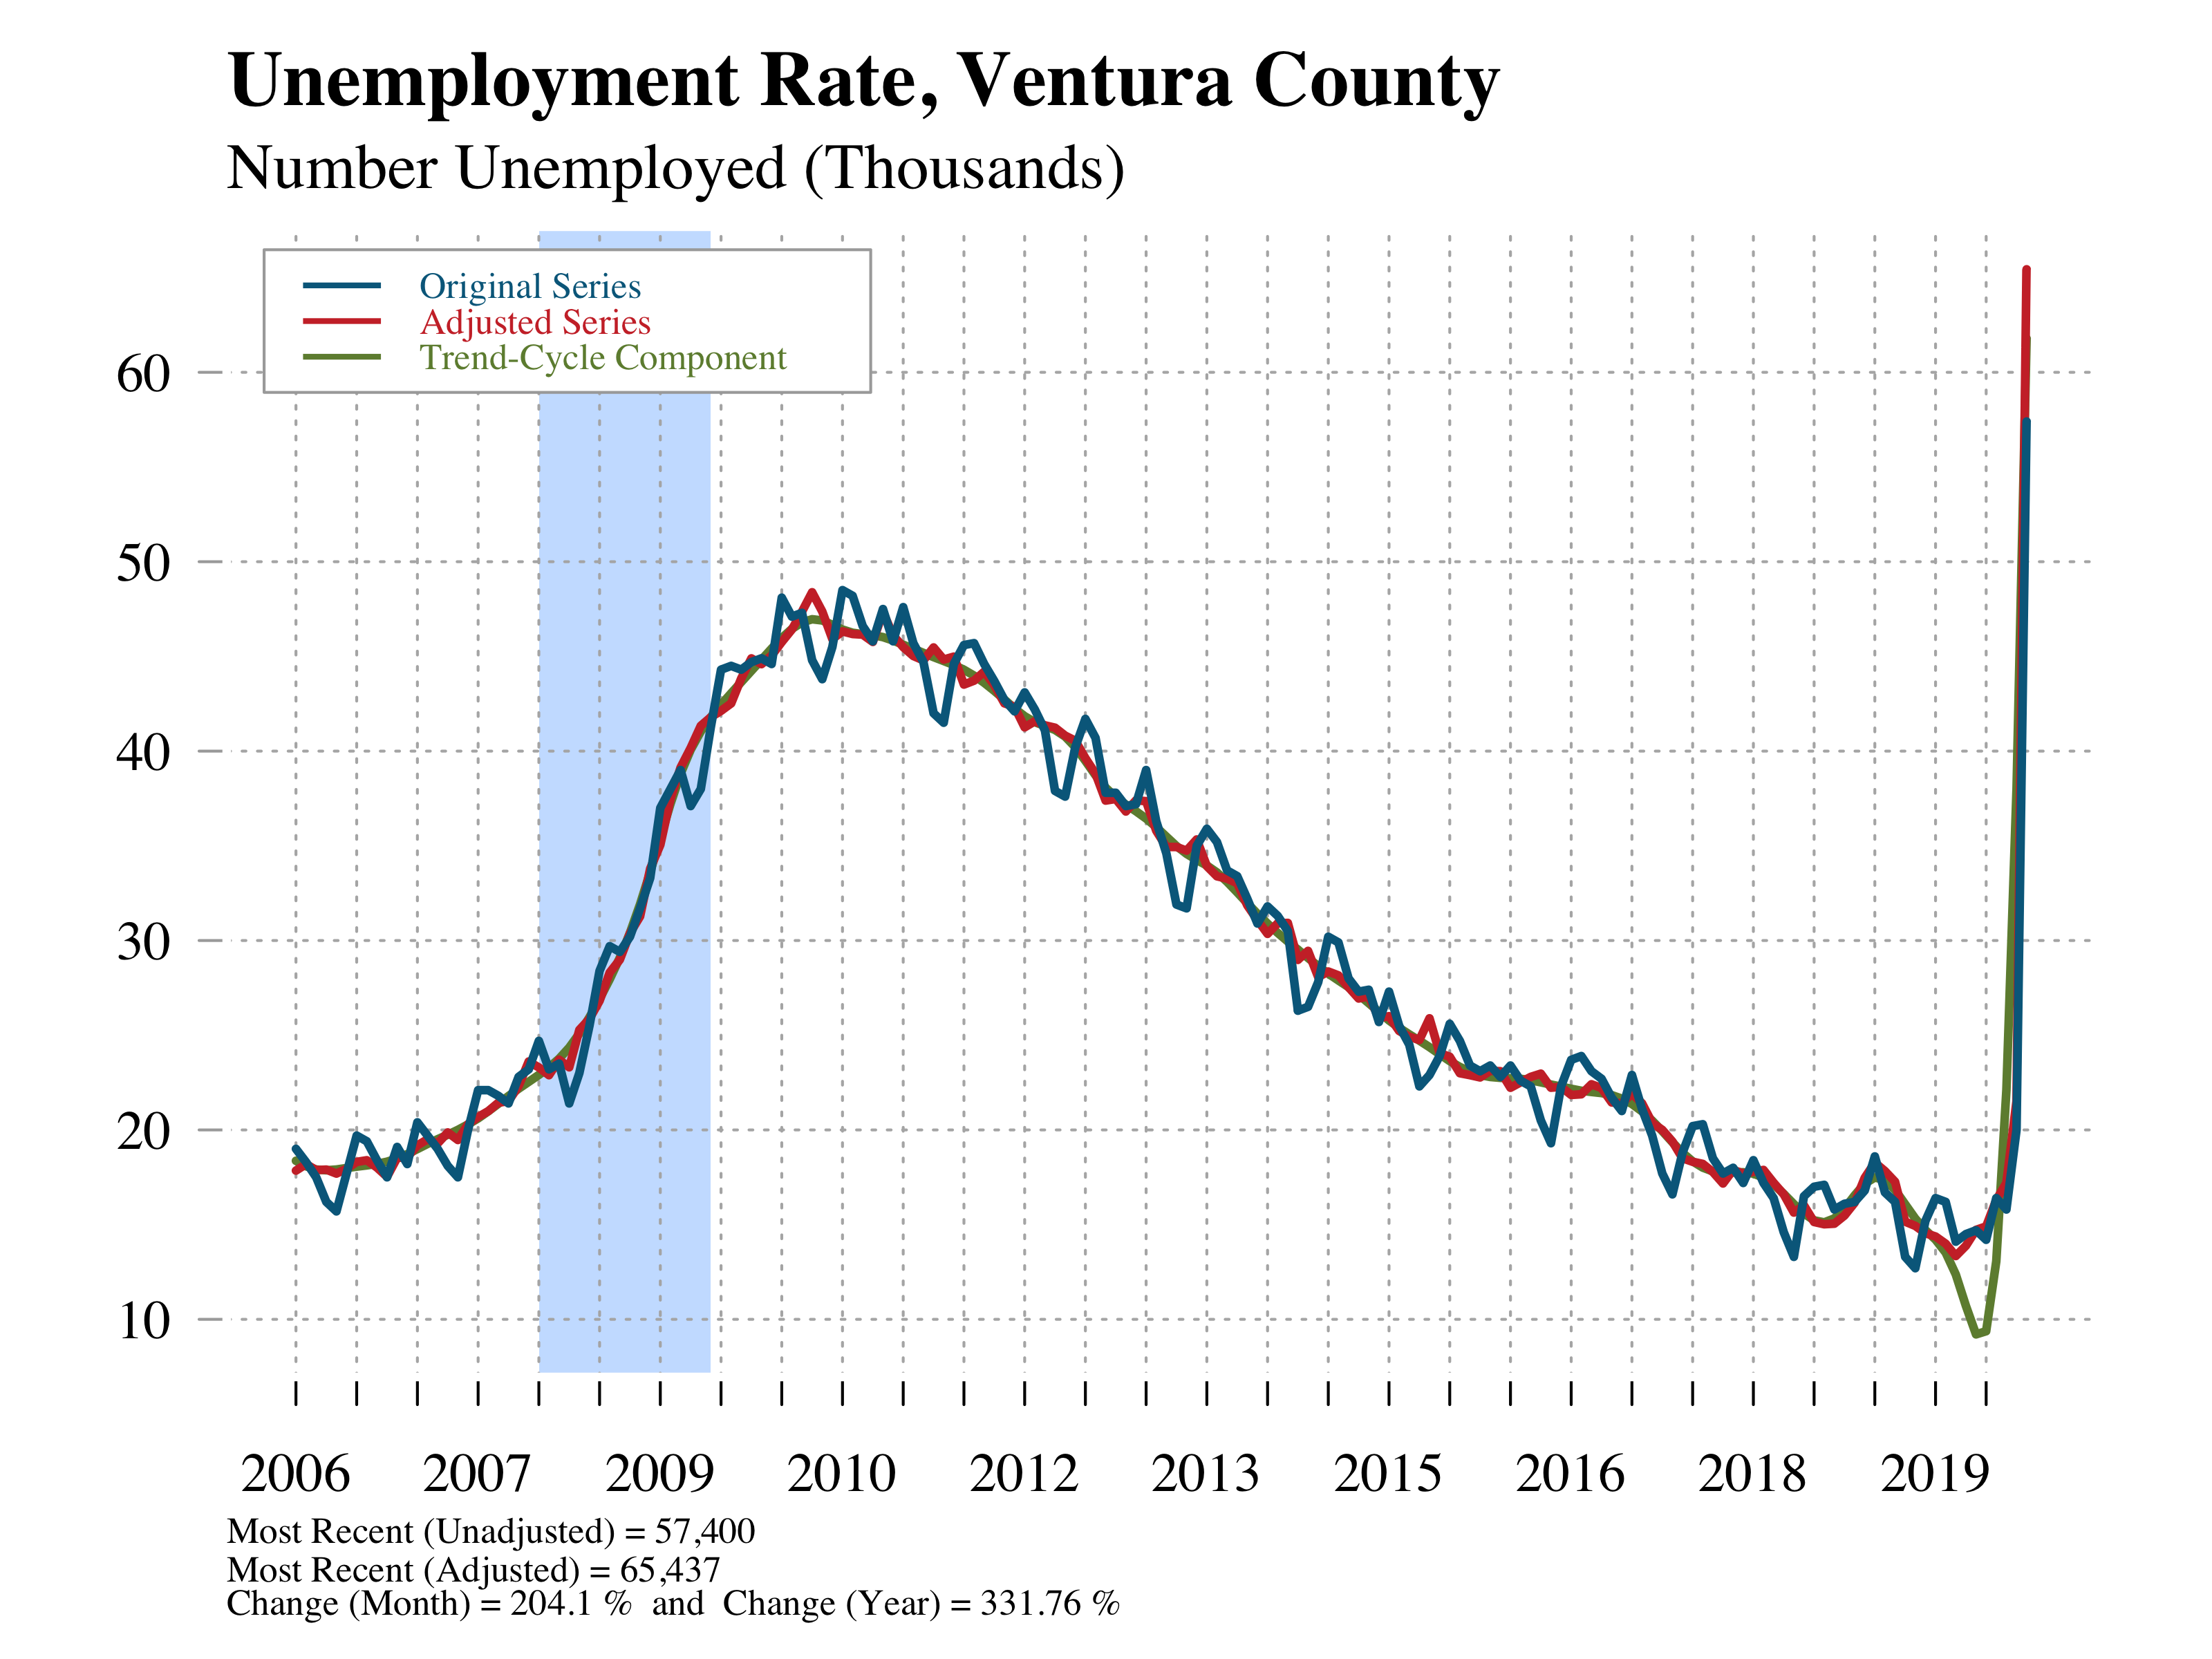 Unemployment Rate, Ventura County
Number Unemployed (Thousands)
Original Series
Adjusted Series
Trend-Cycle Component
60
50
40
30
20
10
2006 2007 2009 2010 2012 2013 2015 2016 2018 2019
Most Recent (Unadjusted) = 57,400
Most Recent (Adjusted) = 65,437
Change (Month) = 204.1 % and Change (Year) = 331.76 %